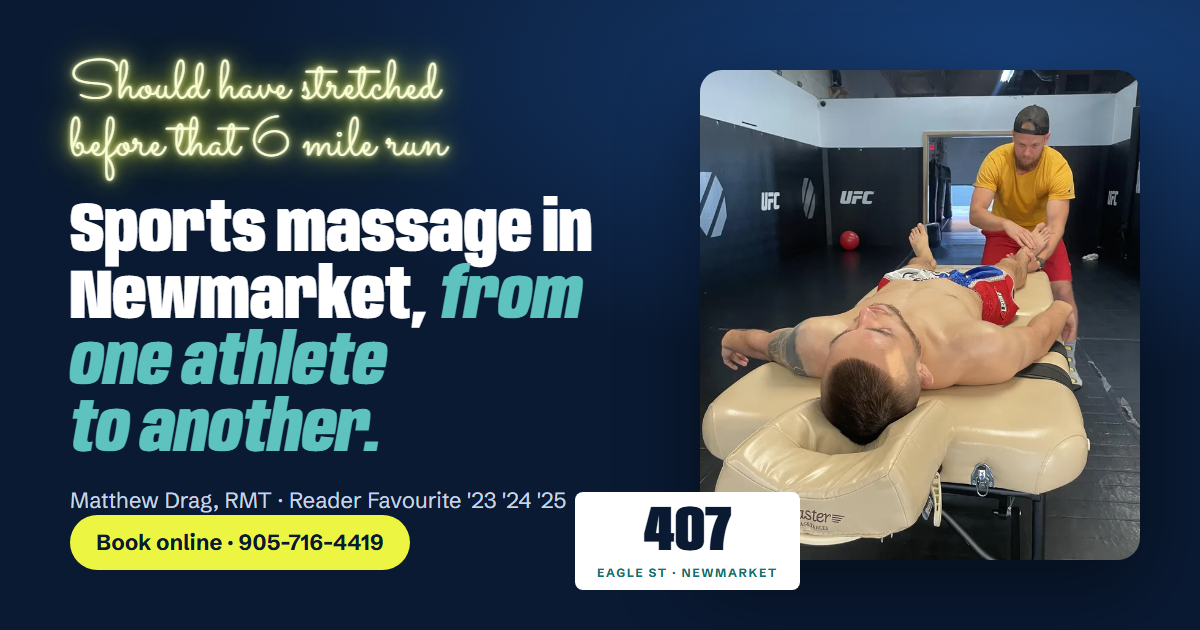 Should have stretched
before that 6 mile run
Sports massage in
Newmarket, from
one athlete
to another.
Matthew Drag, RMT · Reader Favourite '23 '24 '25
Book online · 905-716-4419
407
EAGLE ST · NEWMARKET
UFC
UFC
UFC